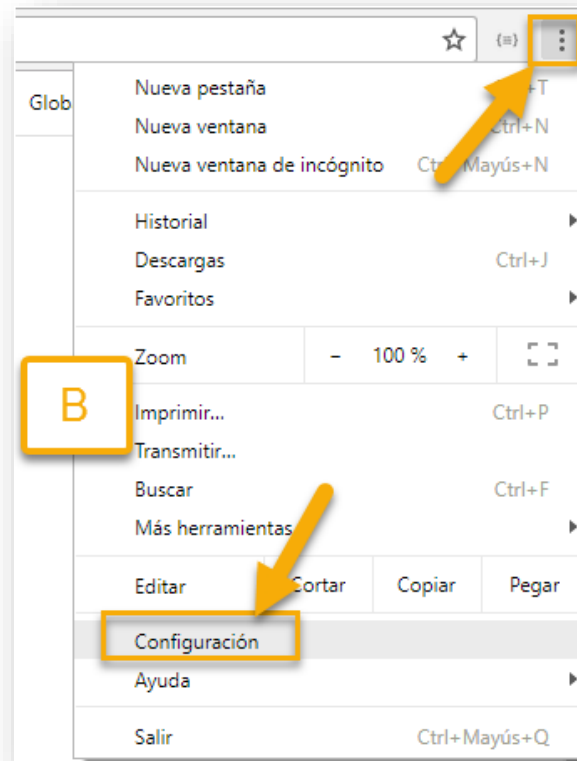 {≡}
Glob
Nueva pestaña T
Nueva ventana Ctrl+N
Nueva ventana de incógnito Ctrl+Mayús+N
Historial
Descargas Ctrl+J
Favoritos
Zoom - 100 % +
B
Imprimir... Ctrl+P
Transmitir...
Buscar Ctrl+F
Más herramientas
Editar Cortar Copiar Pegar
Configuración
Ayuda
Salir Ctrl+Mayús+Q